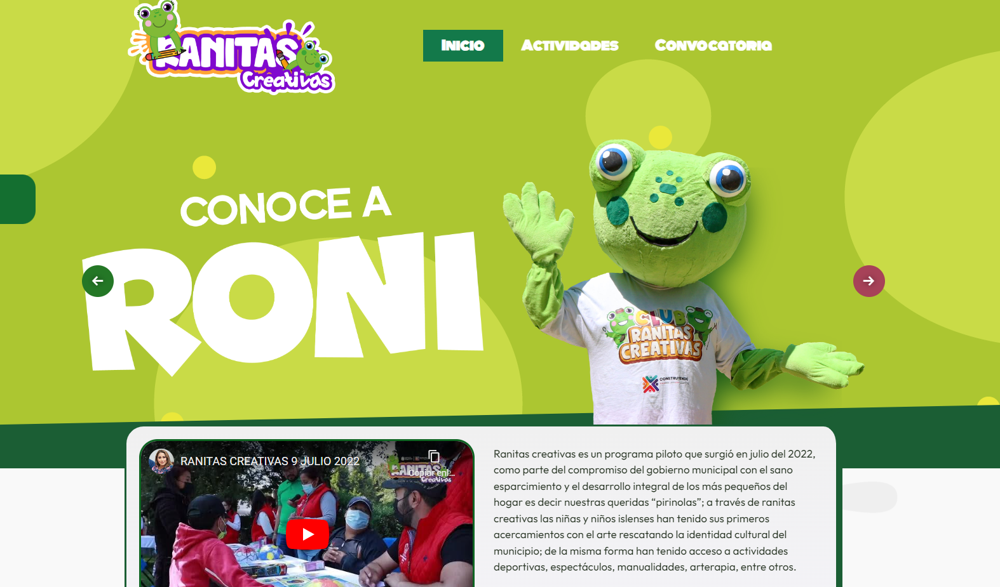 RANITAS
Creativas
Inicio
Actividades
Convocatoria
CONOCE A
RONI
CLUB
RANITAS
CREATIVAS
CONSTRUYENDO
RANITAS CREATIVAS 9 JULIO 2022
Copiar enl...
RANITAS
Creativas
Ranitas creativas es un programa piloto que surgió en julio del 2022,
como parte del compromiso del gobierno municipal con el sano
esparcimiento y el desarrollo integral de los más pequeños del
hogar es decir nuestras queridas “pirinolas”; a través de ranitas
creativas las niñas y niños islenses han tenido sus primeros
acercamientos con el arte rescatando la identidad cultural del
municipio; de la misma forma han tenido acceso a actividades
deportivas, espectáculos, manualidades, arterapia, entre otros.